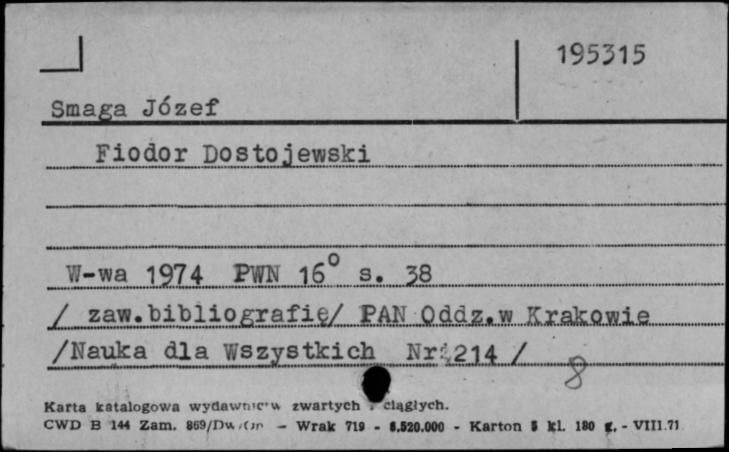 195315
Smaga Józef
Fiodor Dostojewski
W-wa 1974 PWN 16° s. 38
/ zaw.bibliografię/ PAN Oddz.w Krakowie
/Nauka dla Wszystkich Nr 214 /
8
Karta katalogowa wydawnictw zwartych i ciągłych.
CWD B 144 Zam. 869/ — Wrak 719 - 8.520.000 - Karton 5 kl. 180 g. - VIII.71